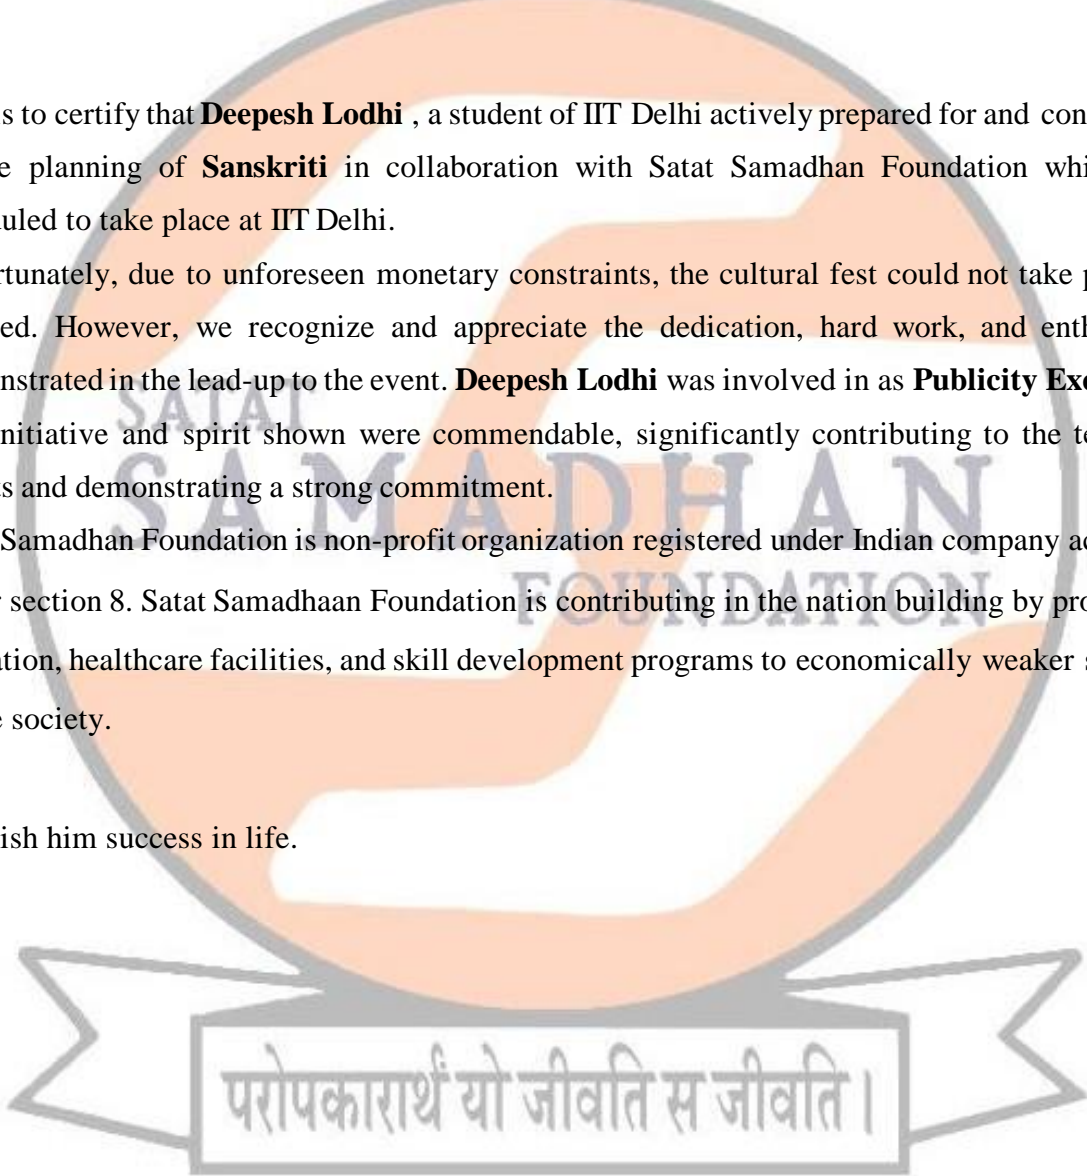 s to certify that Deepesh Lodhi , a student of IIT Delhi actively prepared for and con
e planning of Sanskriti in collaboration with Satat Samadhan Foundation whi
uled to take place at IIT Delhi.
rtunately, due to unforeseen monetary constraints, the cultural fest could not take p
ed. However, we recognize and appreciate the dedication, hard work, and enth
nstrated in the lead-up to the event. Deepesh Lodhi was involved in as Publicity Exe
SATAT
nitiative and spirit shown were commendable, significantly contributing to the te
SAMADHAN
ts and demonstrating a strong commitment.
Samadhan Foundation is non-profit organization registered under Indian company ac
FOUNDATION
r section 8. Satat Samadhaan Foundation is contributing in the nation building by pro
ation, healthcare facilities, and skill development programs to economically weaker s
e society.
ish him success in life.
परोपकारार्थं यो जीवति स जीवति।